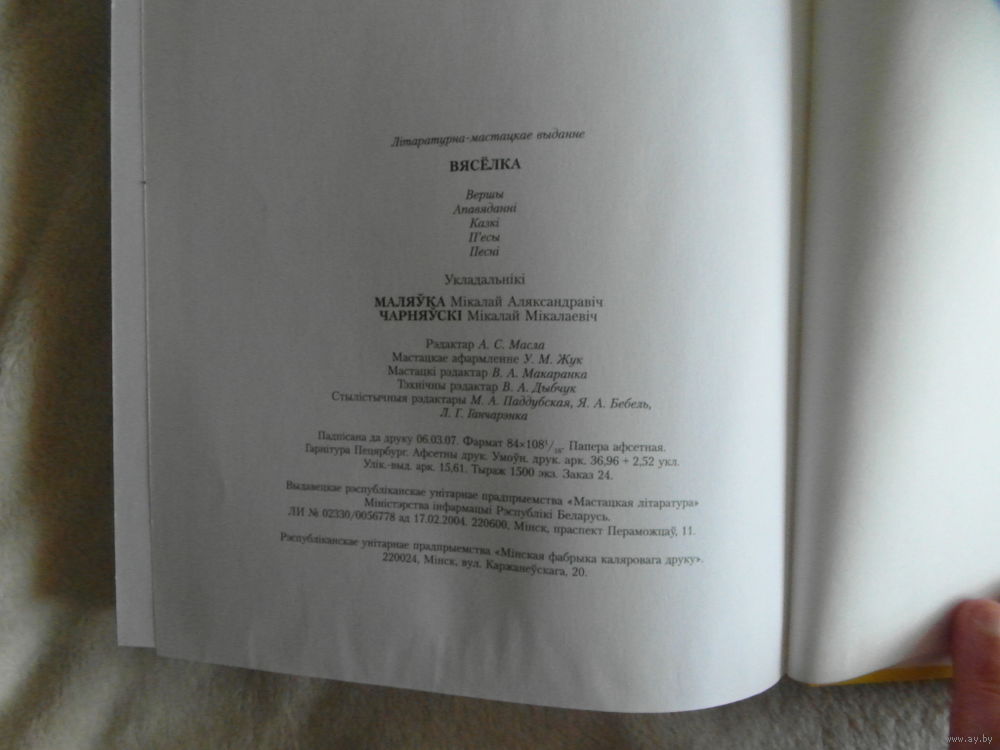 Літаратурна-мастацкае выданне
ВЯСЁЛКА
Вершы
Апавяданні
Казкі
П'есы
Песні
Укладальнікі
МАЛЯЎКА Мікалай Аляксандравіч
ЧАРНЯЎСКІ Мікалай Мікалаевіч
Рэдактар А. С. Масла
Мастацкае афармленне У. М. Жук
Мастацкі рэдактар В. А. Макаранка
Тэхнічны рэдактар В. А. Дыбчук
Стылістычныя рэдактары М. А. Паддубская, Я. А. Бебель,
Л. Г. Ганчарэнка
Падпісана да друку 06.03.07. Фармат 84×108¹/₁₆. Папера афсетная.
Гарнітура Пецярбург. Афсетны друк. Умоўн. друк. арк. 36,96 + 2,52 укл.
Улік.-выд. арк. 15,61. Тыраж 1500 экз. Заказ 24.
Выдавецкае рэспубліканскае унітарнае прадпрыемства «Мастацкая літаратура»
Міністэрства інфармацыі Рэспублікі Беларусь.
ЛИ № 02330/0056778 ад 17.02.2004. 220600, Мінск, праспект Пераможцаў, 11.
Рэспубліканскае унітарнае прадпрыемства «Мінская фабрыка каляровага друку».
220024, Мінск, вул. Каржанеўскага, 20.
www.ay.by